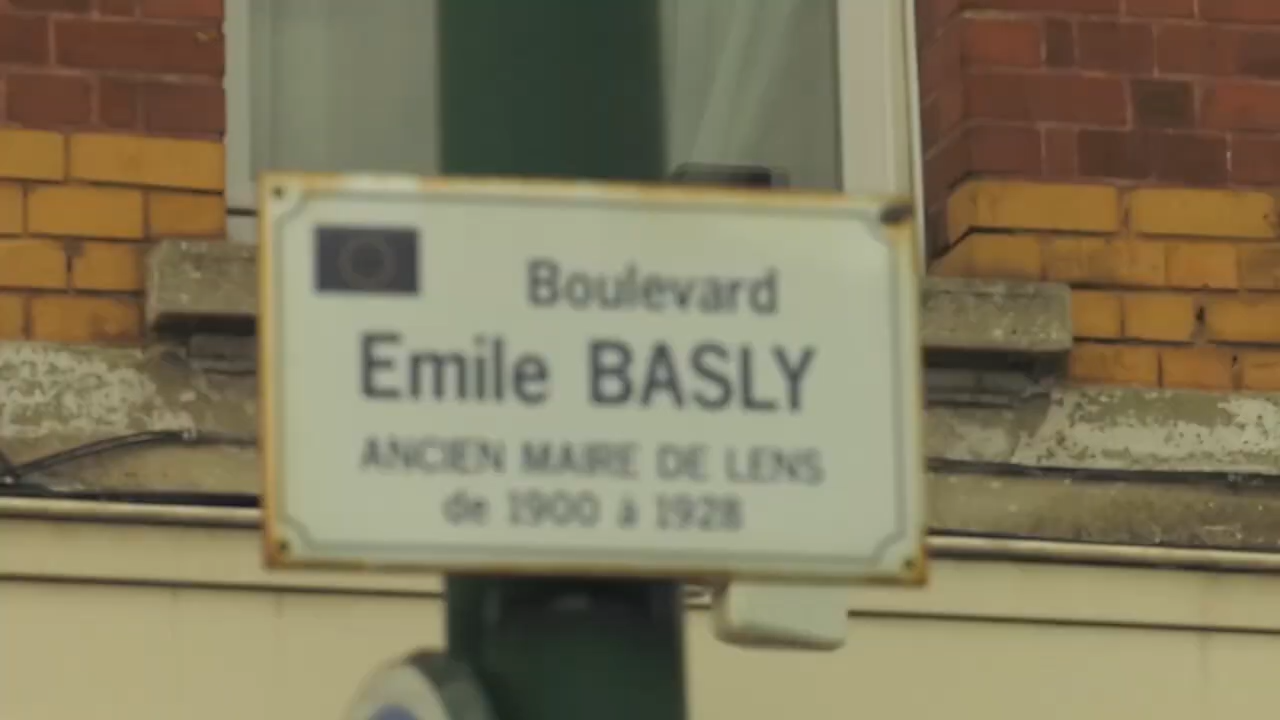 Boulevard
Emile BASLY
ANCIEN MAIRE DE LENS
de 1900 à 1928